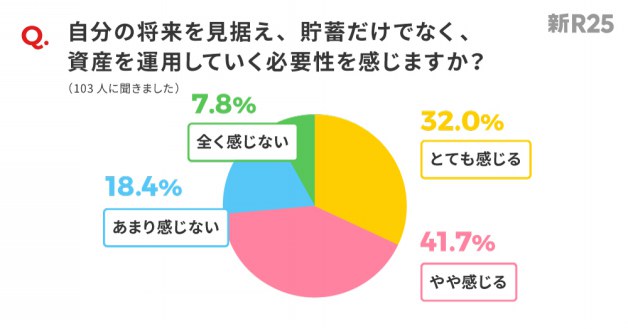 新R25
Q. 自分の将来を見据え、貯蓄だけでなく、
資産を運用していく必要性を感じますか？
（103人に聞きました）
7.8%
全く感じない
32.0%
とても感じる
18.4%
あまり感じない
41.7%
やや感じる